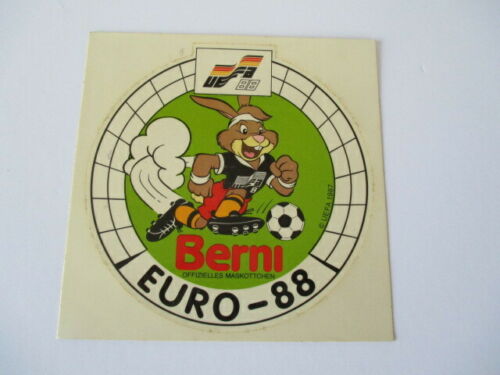 UEFA
88
© UEFA 1987
Berni
OFFIZIELLES MASKOTTCHEN
EURO-88